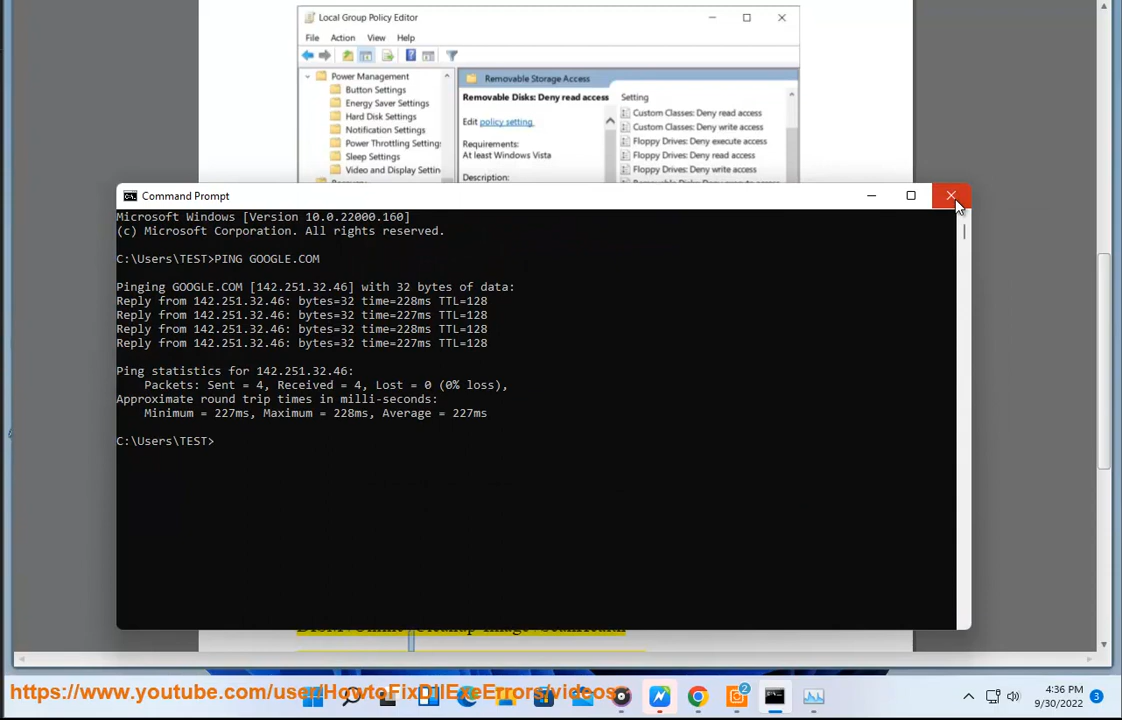 Local Group Policy Editor
File Action View Help
Power Management
Button Settings
Energy Saver Settings
Hard Disk Settings
Notification Settings
Power Throttling Settings
Sleep Settings
Video and Display Settin
Removable Storage Access
Removable Disks: Deny read access
Edit policy setting
Requirements:
At least Windows Vista
Description:
Setting
Custom Classes: Deny read access
Custom Classes: Deny write access
Floppy Drives: Deny execute access
Floppy Drives: Deny read access
Floppy Drives: Deny write access
Command Prompt
Microsoft Windows [Version 10.0.22000.160]
(c) Microsoft Corporation. All rights reserved.
C:\Users\TEST>PING GOOGLE.COM
Pinging GOOGLE.COM [142.251.32.46] with 32 bytes of data:
Reply from 142.251.32.46: bytes=32 time=228ms TTL=128
Reply from 142.251.32.46: bytes=32 time=227ms TTL=128
Reply from 142.251.32.46: bytes=32 time=228ms TTL=128
Reply from 142.251.32.46: bytes=32 time=227ms TTL=128
Ping statistics for 142.251.32.46:
Packets: Sent = 4, Received = 4, Lost = 0 (0% loss),
Approximate round trip times in milli-seconds:
Minimum = 227ms, Maximum = 228ms, Average = 227ms
C:\Users\TEST>
https://www.youtube.com/user/HowtoFixDllExeErrors/videos
2
4:36 PM
9/30/2022
3